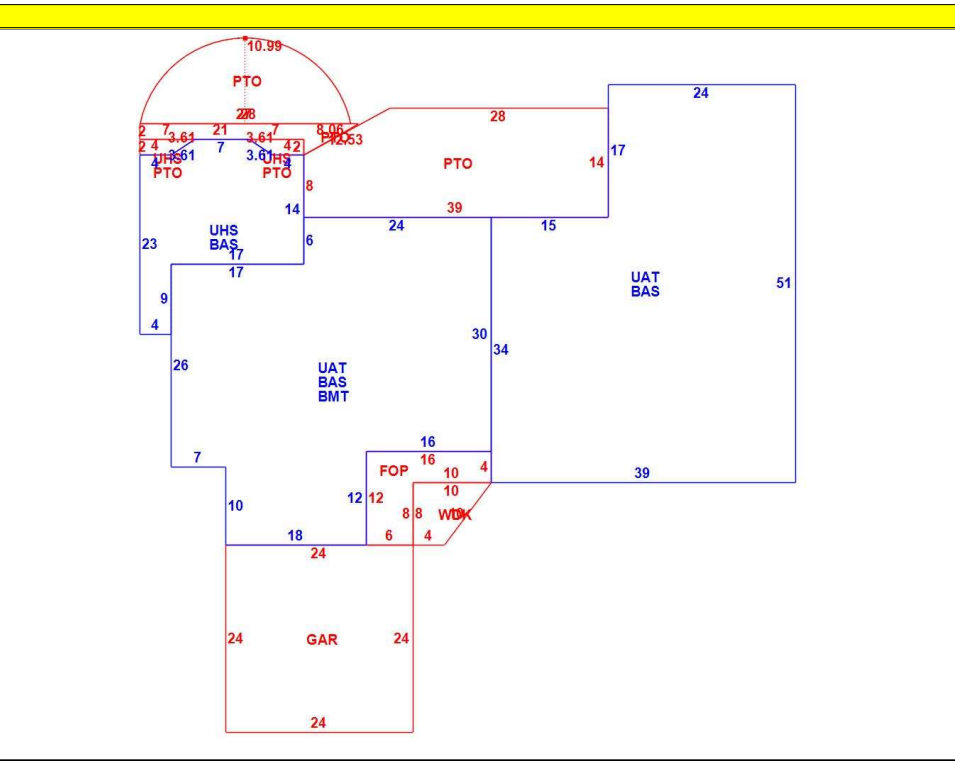 10.99
PTO
24
28
28
2 7 21 7 8.06
3.61 3.61 PTO 12.53
17
2 4 7 4 2
3.61 3.61
4 4
UHS UHS
PTO PTO
PTO
14
8
14
39
24
15
23
UHS
BAS
6
17
17
UAT
BAS
51
9
4
30
34
26
UAT
BAS
BMT
16
16
7
FOP
10
4
39
10
10
12
12
8 8
WDK
18
6
4
24
24
GAR
24
24